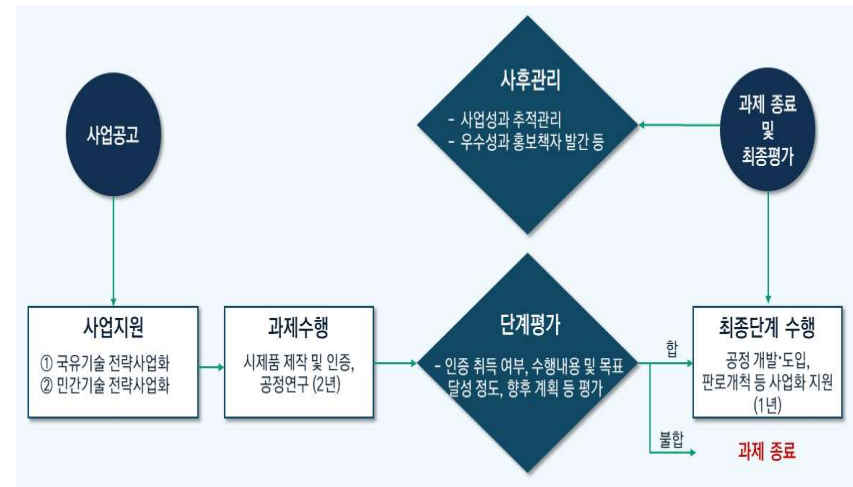 사업공고
사업지원
① 국유기술 전략사업화
② 민간기술 전략사업화
과제수행
시제품 제작 및 인증,
공정연구 (2년)
단계평가
- 인증 취득 여부, 수행내용 및 목표
달성 정도, 향후 계획 등 평가
합
불합
과제 종료
최종단계 수행
공정 개발·도입,
판로개척 등 사업화 지원
(1년)
과제 종료
및
최종평가
사후관리
- 사업성과 추적관리
- 우수성과 홍보책자 발간 등